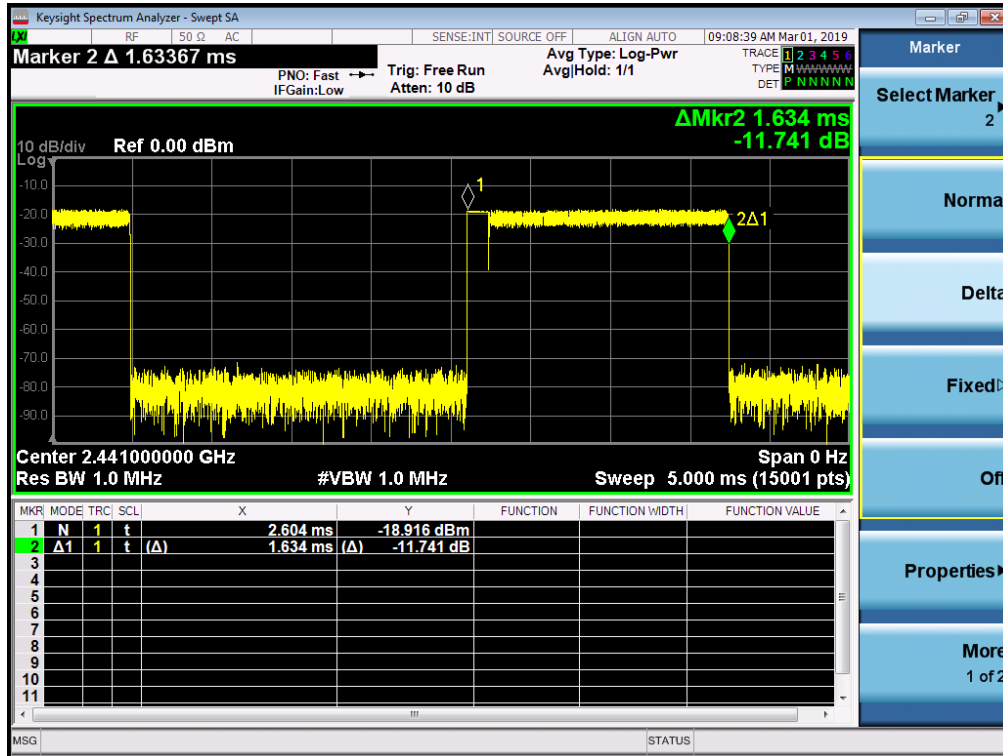 Keysight Spectrum Analyzer - Swept SA
LXI RF 50 Ω AC SENSE:INT SOURCE OFF ALIGN AUTO 09:08:39 AM Mar 01, 2019
Marker 2 Δ 1.63367 ms
PNO: Fast
IFGain:Low
Trig: Free Run
Atten: 10 dB
Avg Type: Log-Pwr
Avg|Hold: 1/1
TRACE 1 2 3 4 5 6
TYPE M W W W W W
DET P N N N N N
ΔMkr2 1.634 ms
-11.741 dB
10 dB/div Ref 0.00 dBm
Log
1
-10.0
-20.0
2Δ1
-30.0
-40.0
-50.0
-60.0
-70.0
-80.0
-90.0
Center 2.441000000 GHz Span 0 Hz
Res BW 1.0 MHz #VBW 1.0 MHz Sweep 5.000 ms (15001 pts)
MKR MODE TRC SCL X Y FUNCTION FUNCTION WIDTH FUNCTION VALUE
1 N 1 t 2.604 ms -18.916 dBm
2 Δ1 1 t (Δ) 1.634 ms (Δ) -11.741 dB
3
4
5
6
7
8
9
10
11
MSG STATUS
Marker
Select Marker
2
Norma
Delta
Fixed
Off
Properties
More
1 of 2